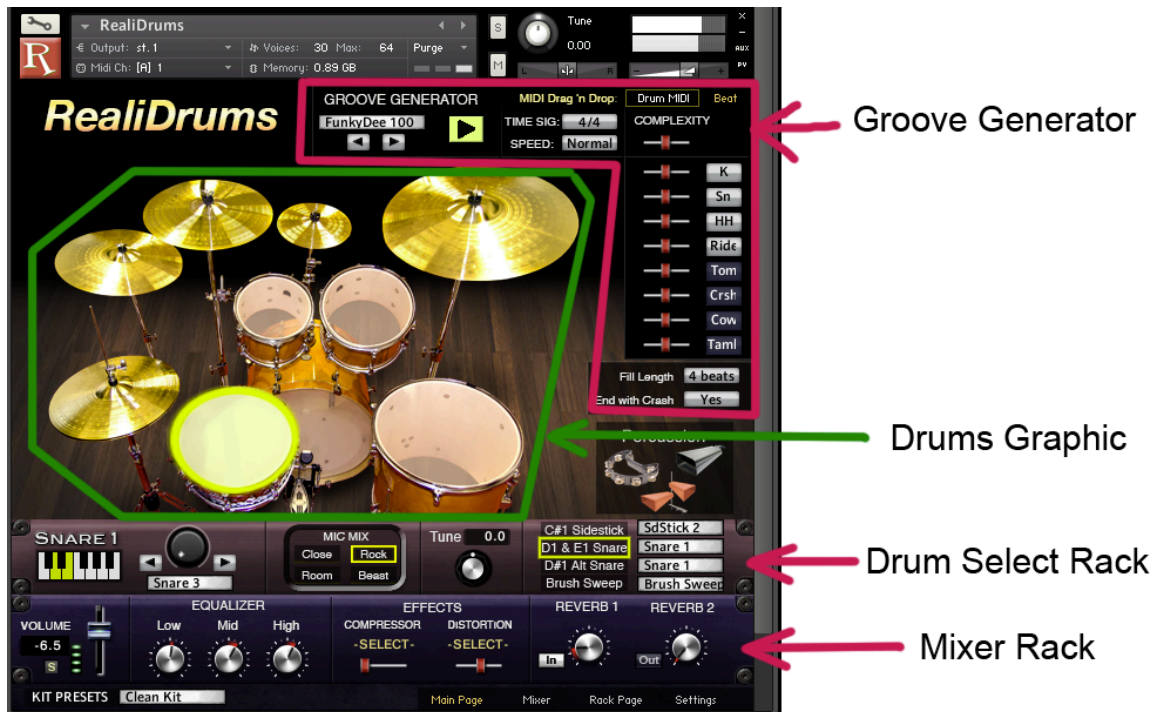 RealiDrums
Output: st.1 Voices: 30 Max: 64 Purge
Midi Ch: [A] 1 Memory: 0.89 GB
R
S
M
Tune
0.00
L R
- +
x
-
AUX
PV
RealiDrums
GROOVE GENERATOR
FunkyDee 100
MIDI Drag 'n Drop: Drum MIDI Beat
TIME SIG: 4/4
SPEED: Normal
COMPLEXITY
K
Sn
HH
Ride
Tom
Crsh
Cow
Taml
Fill Length 4 beats
End with Crash Yes
Groove Generator
Drums Graphic
Percussion
SNARE 1
Snare 3
MIC MIX
Close Rock
Room Beast
Tune 0.0
C#1 Sidestick SdStick 2
D1 & E1 Snare Snare 1
D#1 Alt Snare Snare 1
Brush Sweep Brush Sweep
Drum Select Rack
VOLUME
-6.5
S
EQUALIZER
Low Mid High
EFFECTS
COMPRESSOR DISTORTION
-SELECT- -SELECT-
REVERB 1 REVERB 2
In Out
Mixer Rack
KIT PRESETS Clean Kit
Main Page Mixer Rack Page Settings